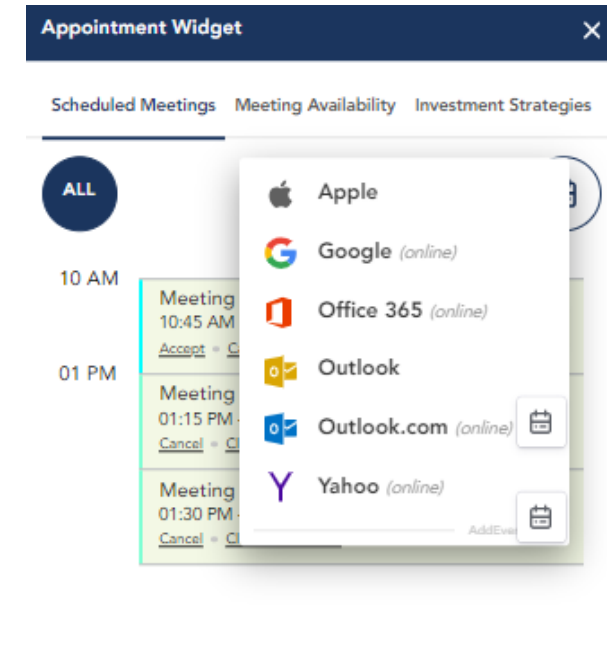 Appointment Widget
Scheduled Meetings Meeting Availability Investment Strategies
ALL
Apple
Google (online)
10 AM
Meeting
10:45 AM
Accept
Office 365 (online)
Outlook
01 PM
Meeting
01:15 PM -
Cancel
Outlook.com (online)
Meeting
01:30 PM -
Cancel
Yahoo (online)